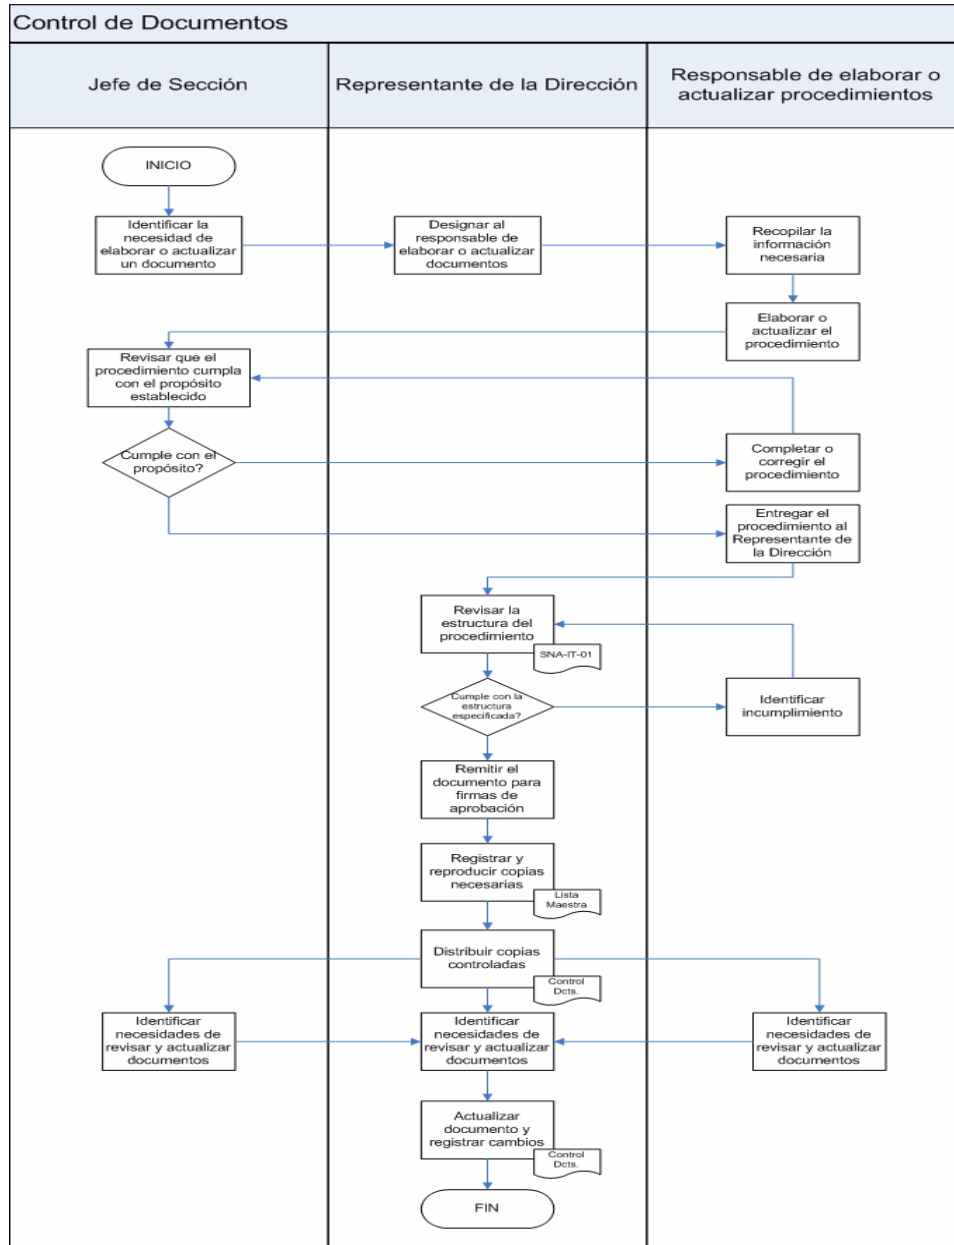 Control de Documentos
Jefe de Sección
Representante de la Dirección
Responsable de elaborar o
actualizar procedimientos
INICIO
Identificar la
necesidad de
elaborar o actualizar
un documento
Designar al
responsable de
elaborar o actualizar
documentos
Recopilar la
información
necesaria
Elaborar o
actualizar el
procedimiento
Revisar que el
procedimiento cumpla
con el propósito
establecido
Cumple con el
propósito?
Completar o
corregir el
procedimiento
Entregar el
procedimiento al
Representante de
la Dirección
Revisar la
estructura del
procedimiento
SNA-IT-01
Cumple con la
estructura
especificada?
Identificar
incumplimiento
Remitir el
documento para
firmas de
aprobación
Registrar y
reproducir copias
necesarias
Lista
Maestra
Distribuir copias
controladas
Control
Dcts.
Identificar
necesidades de
revisar y actualizar
documentos
Identificar
necesidades de
revisar y actualizar
documentos
Identificar
necesidades de
revisar y actualizar
documentos
Actualizar
documento y
registrar cambios
Control
Dcts.
FIN